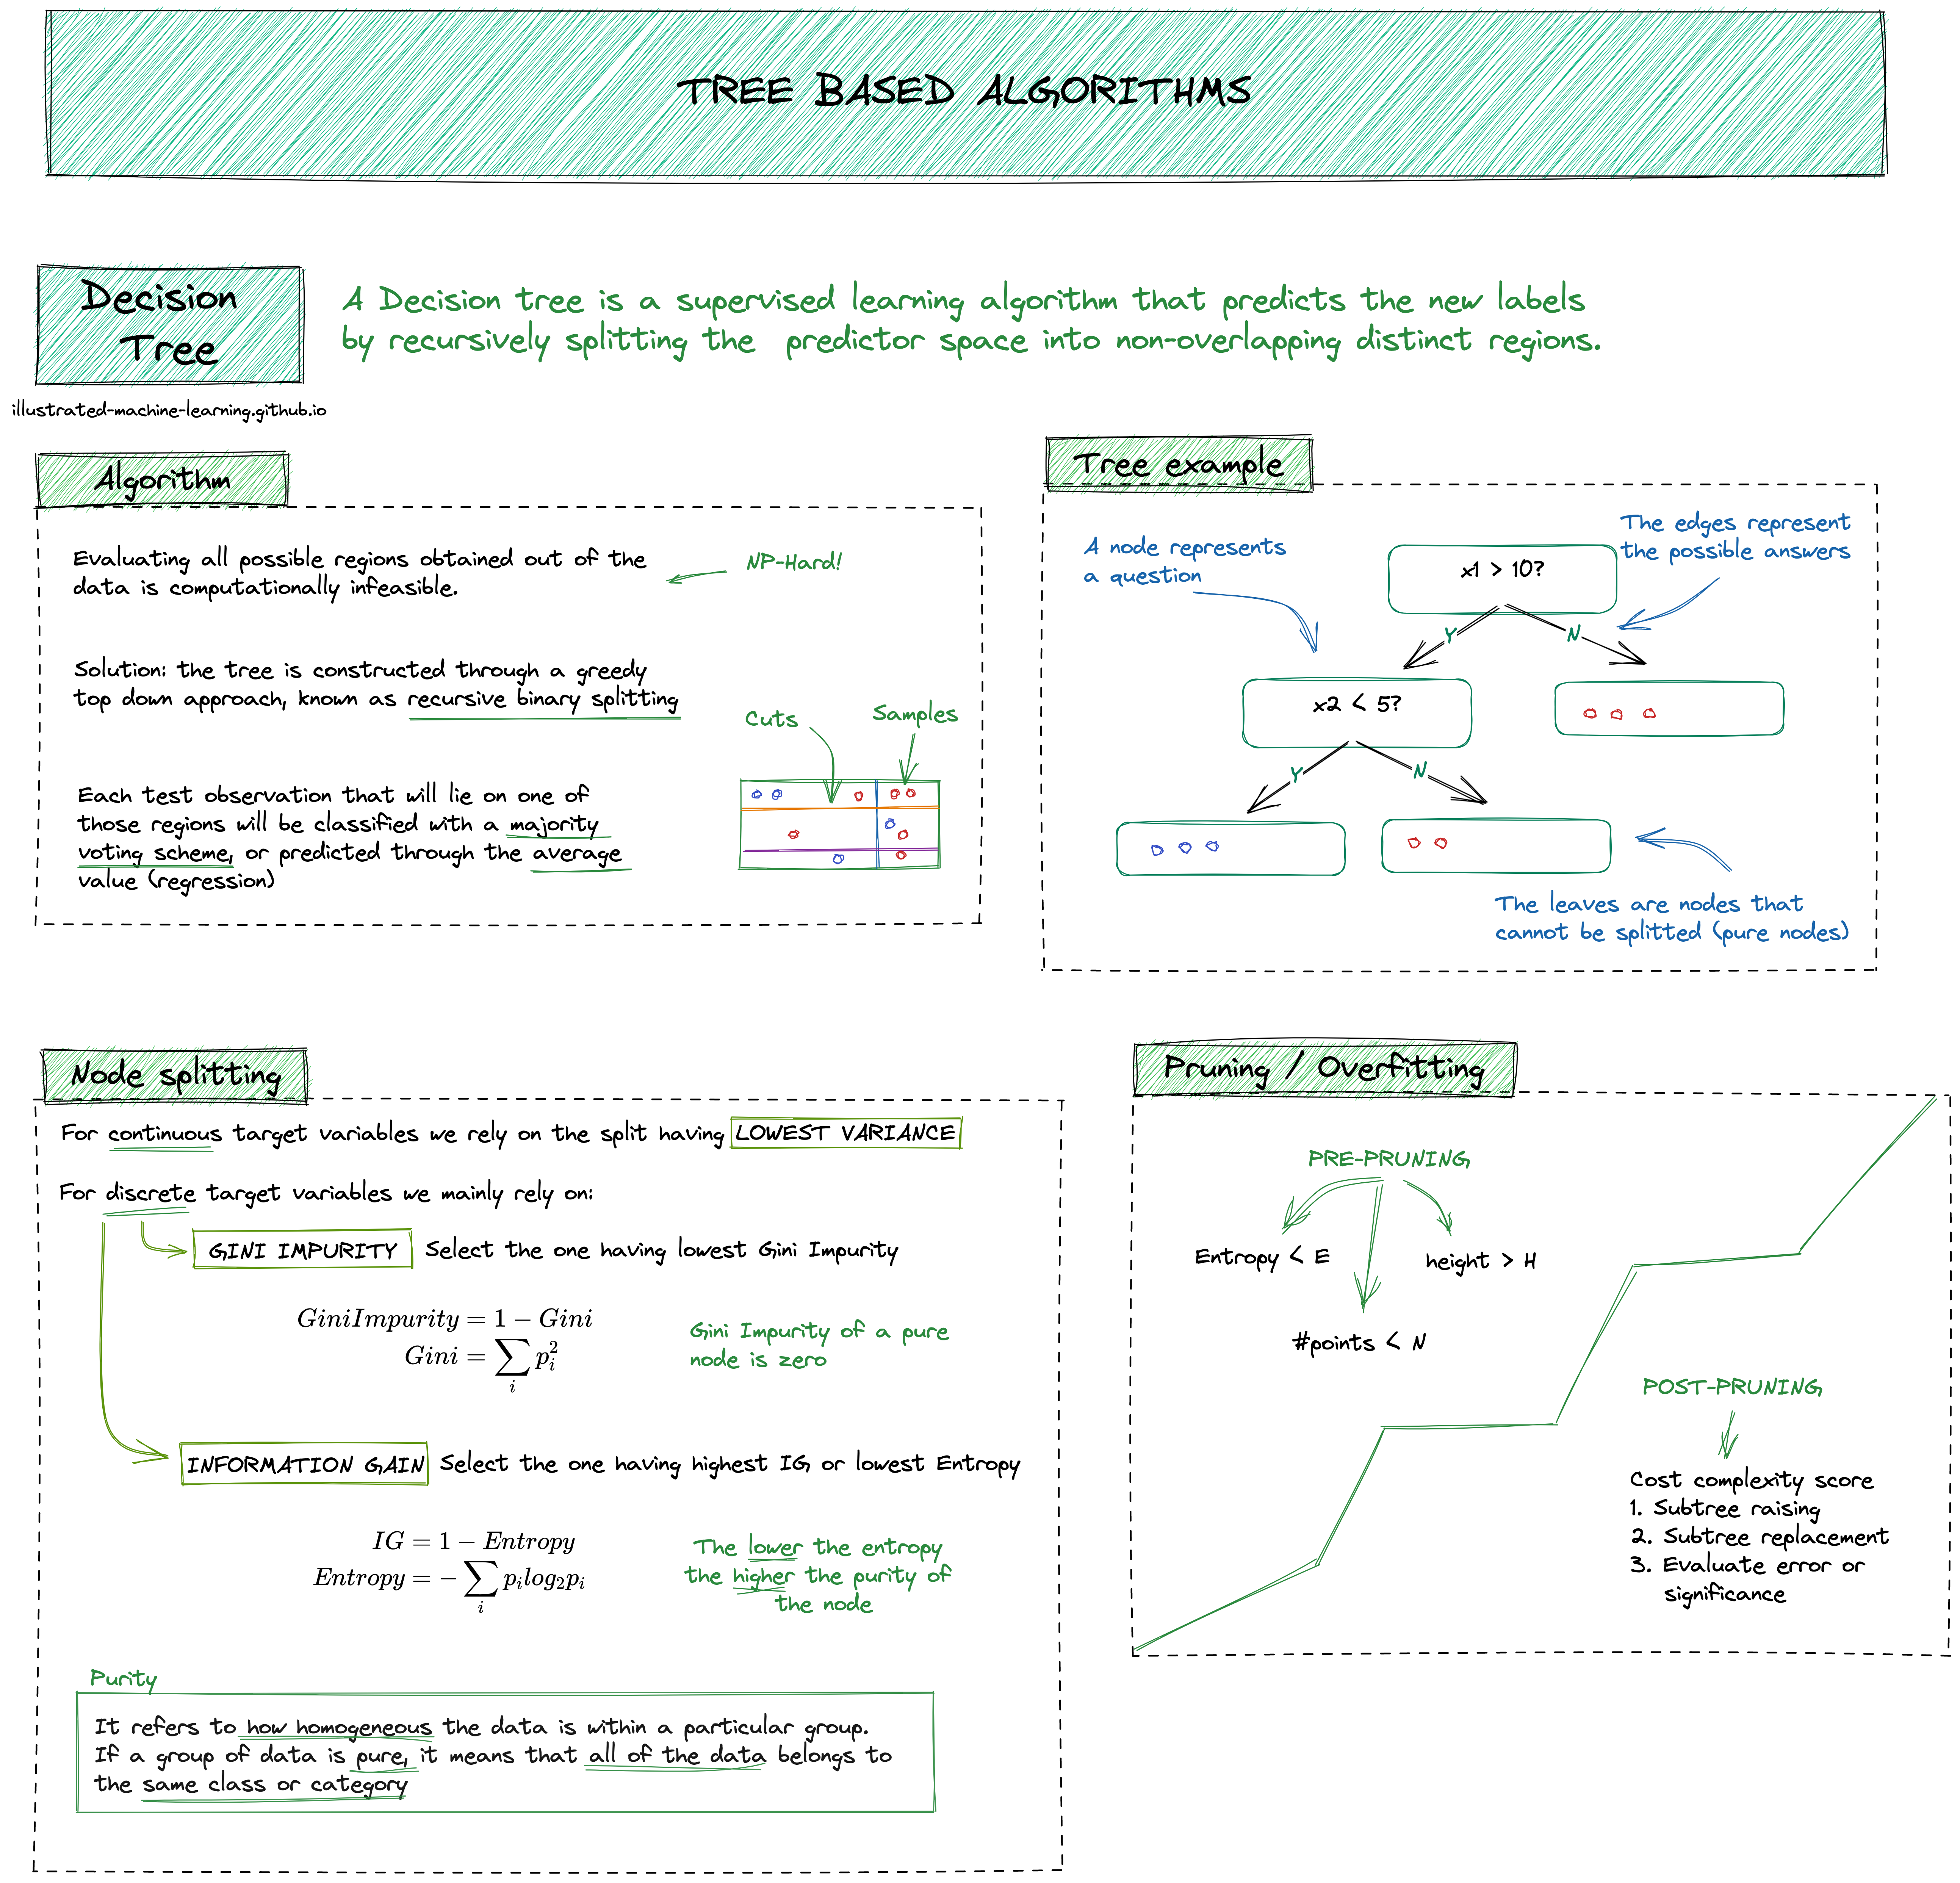 TREE BASED ALGORITHMS
Decision
Tree
A Decision tree is a supervised learning algorithm that predicts the new labels
by recursively splitting the predictor space into non-overlapping distinct regions.
illustrated-machine-learning.github.io
Algorithm
Evaluating all possible regions obtained out of the
data is computationally infeasible.
NP-Hard!
Solution: the tree is constructed through a greedy
top down approach, known as recursive binary splitting
Cuts
Samples
Each test observation that will lie on one of
those regions will be classified with a majority
voting scheme, or predicted through the average
value (regression)
Tree example
A node represents
a question
The edges represent
the possible answers
x1 > 10?
Y
N
x2 < 5?
Y
N
The leaves are nodes that
cannot be splitted (pure nodes)
Node splitting
For continuous target variables we rely on the split having LOWEST VARIANCE
For discrete target variables we mainly rely on:
GINI IMPURITY Select the one having lowest Gini Impurity
GiniImpurity = 1 − Gini
Gini = ∑_i p_i^2
Gini Impurity of a pure
node is zero
INFORMATION GAIN Select the one having highest IG or lowest Entropy
IG = 1 − Entropy
Entropy = − ∑_i p_i log_2 p_i
The lower the entropy
the higher the purity of
the node
Purity
It refers to how homogeneous the data is within a particular group.
If a group of data is pure, it means that all of the data belongs to
the same class or category
Pruning / Overfitting
PRE-PRUNING
Entropy < E
height > H
#points < N
POST-PRUNING
Cost complexity score
1. Subtree raising
2. Subtree replacement
3. Evaluate error or
significance